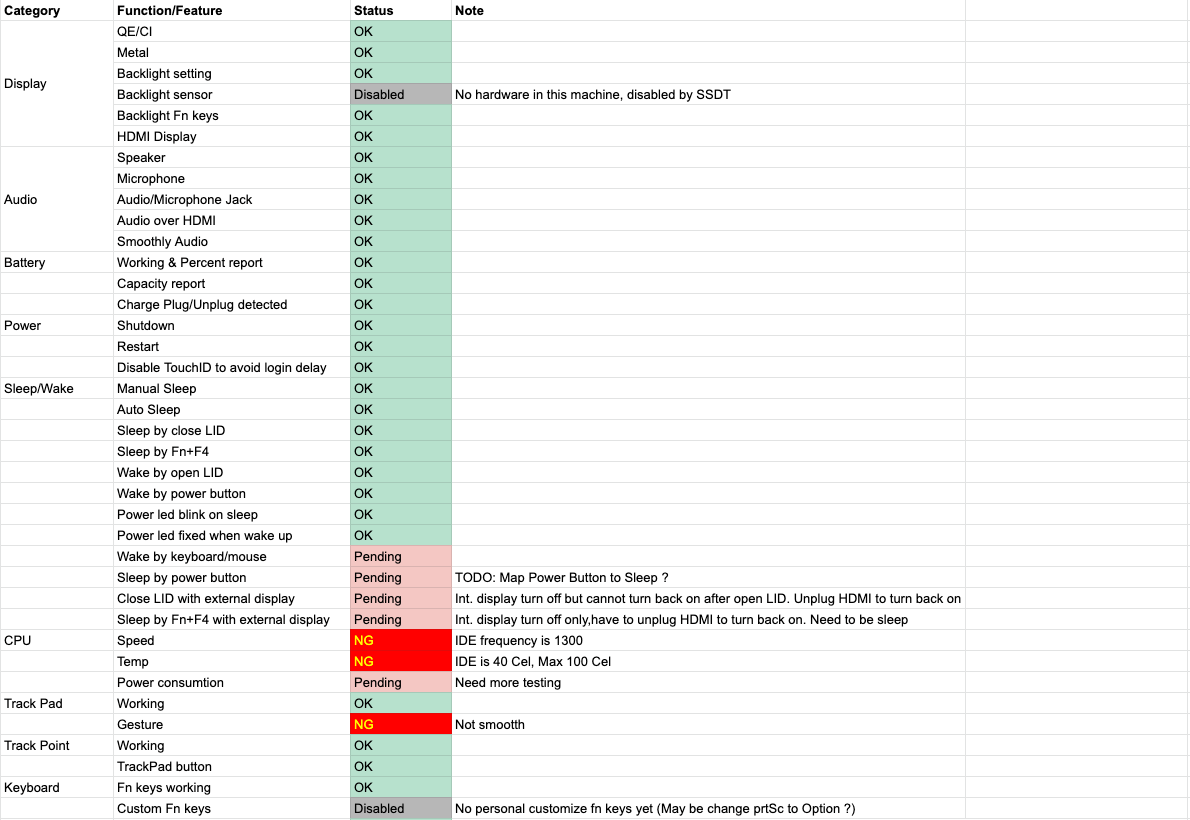 Category Function/Feature Status Note
QE/CI OK
Metal OK
Backlight setting OK
Display
Backlight sensor Disabled No hardware in this machine, disabled by SSDT
Backlight Fn keys OK
HDMI Display OK
Speaker OK
Microphone OK
Audio Audio/Microphone Jack OK
Audio over HDMI OK
Smoothly Audio OK
Battery Working & Percent report OK
Capacity report OK
Charge Plug/Unplug detected OK
Power Shutdown OK
Restart OK
Disable TouchID to avoid login delay OK
Sleep/Wake Manual Sleep OK
Auto Sleep OK
Sleep by close LID OK
Sleep by Fn+F4 OK
Wake by open LID OK
Wake by power button OK
Power led blink on sleep OK
Power led fixed when wake up OK
Wake by keyboard/mouse Pending
Sleep by power button Pending TODO: Map Power Button to Sleep ?
Close LID with external display Pending Int. display turn off but cannot turn back on after open LID. Unplug HDMI to turn back on
Sleep by Fn+F4 with external display Pending Int. display turn off only,have to unplug HDMI to turn back on. Need to be sleep
CPU Speed NG IDE frequency is 1300
Temp NG IDE is 40 Cel, Max 100 Cel
Power consumtion Pending Need more testing
Track Pad Working OK
Gesture NG Not smootth
Track Point Working OK
TrackPad button OK
Keyboard Fn keys working OK
Custom Fn keys Disabled No personal customize fn keys yet (May be change prtSc to Option ?)